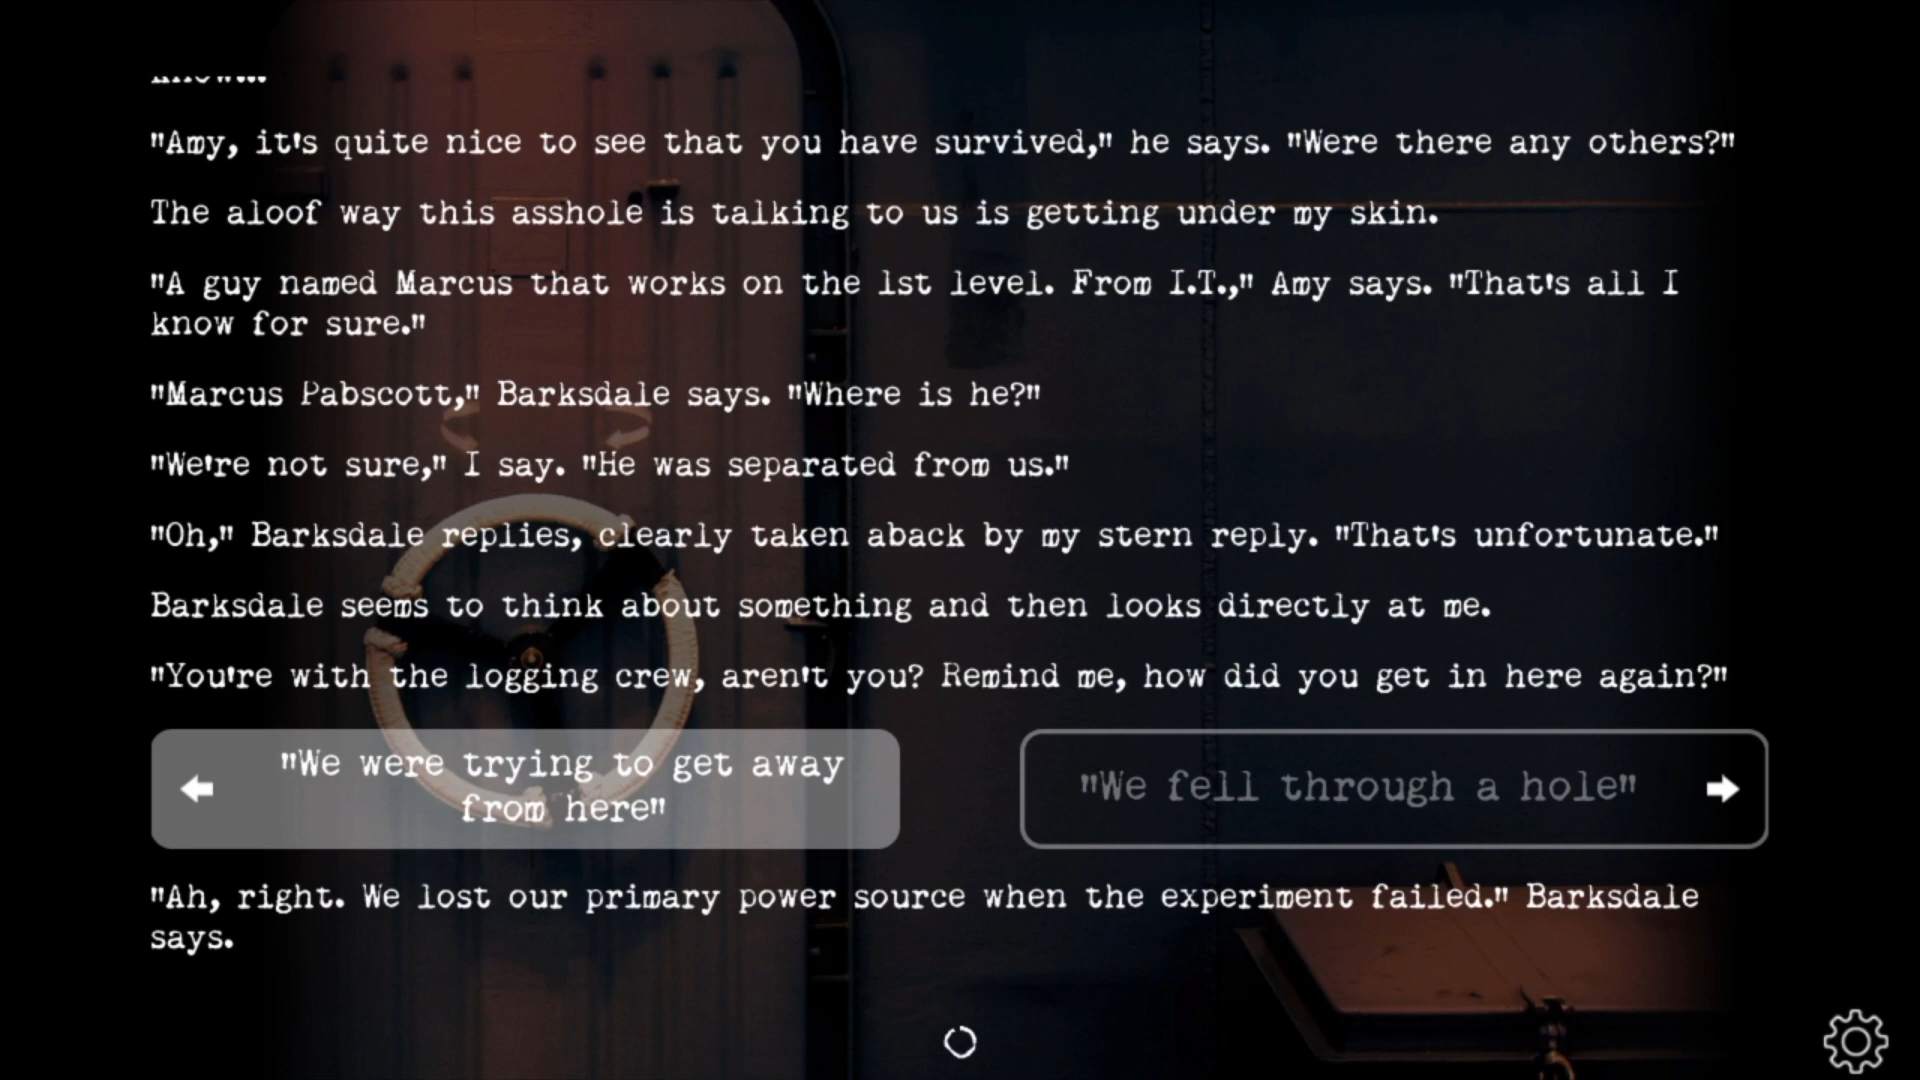 "Amy, it's quite nice to see that you have survived," he says. "Were there any others?"
The aloof way this asshole is talking to us is getting under my skin.
"A guy named Marcus that works on the 1st level. From I.T.," Amy says. "That's all I
know for sure."
"Marcus Pabscott," Barksdale says. "Where is he?"
"We're not sure," I say. "He was separated from us."
"Oh," Barksdale replies, clearly taken aback by my stern reply. "That's unfortunate."
Barksdale seems to think about something and then looks directly at me.
"You're with the logging crew, aren't you? Remind me, how did you get in here again?"
"We were trying to get away
from here"
"We fell through a hole"
"Ah, right. We lost our primary power source when the experiment failed." Barksdale
says.